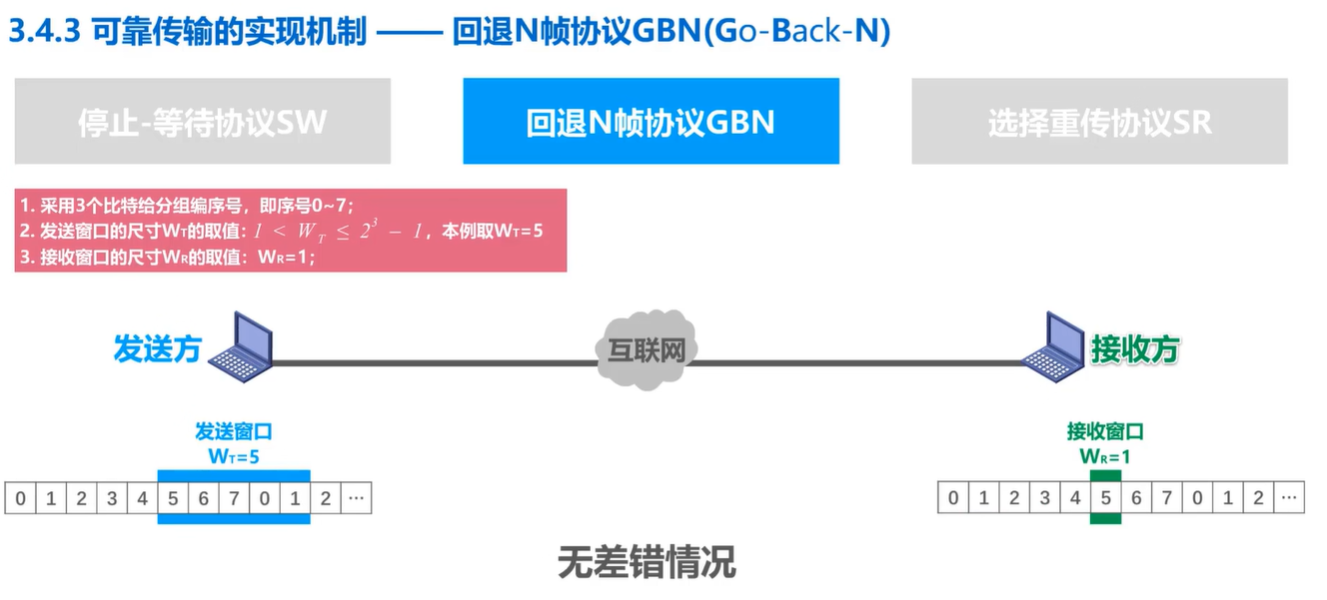 3.4.3 可靠传输的实现机制 —— 回退N帧协议GBN(Go-Back-N)
停止-等待协议SW
回退N帧协议GBN
选择重传协议SR
1. 采用3个比特给分组编序号，即序号0~7；
2. 发送窗口的尺寸WT的取值：1 < W_T ≤ 2^3 − 1，本例取WT=5
3. 接收窗口的尺寸WR的取值：WR=1；
发送方
互联网
接收方
发送窗口
WT=5
0 1 2 3 4 5 6 7 0 1 2 ···
接收窗口
WR=1
0 1 2 3 4 5 6 7 0 1 2 ···
无差错情况